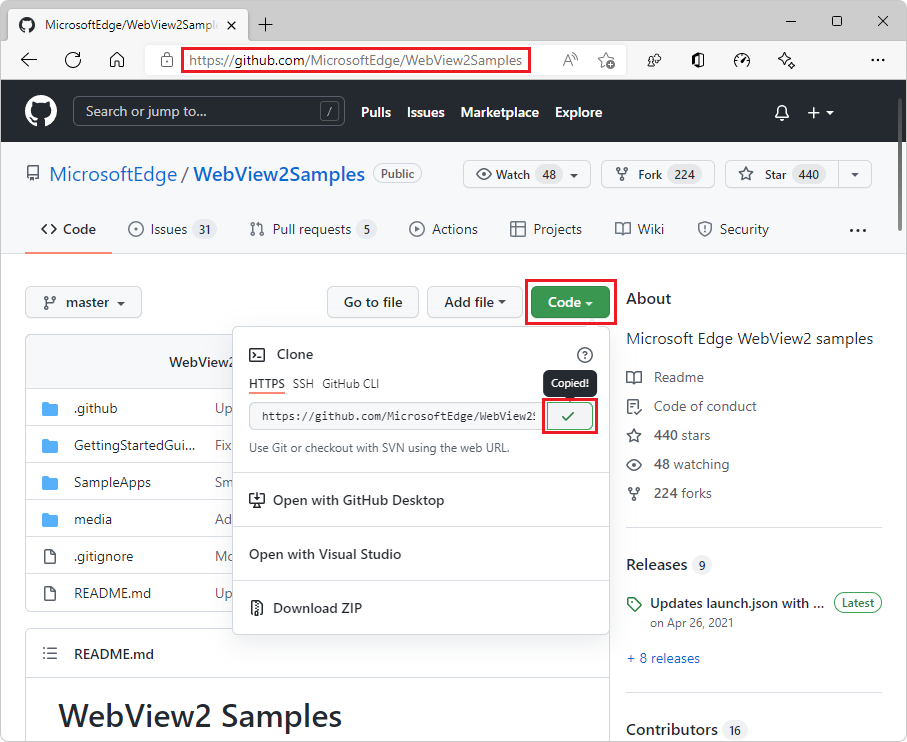 MicrosoftEdge/WebView2Sampl
https://github.com/MicrosoftEdge/WebView2Samples
Search or jump to... / Pulls Issues Marketplace Explore
MicrosoftEdge / WebView2Samples Public Watch 48 Fork 224 Star 440
Code Issues 31 Pull requests 5 Actions Projects Wiki Security
master Go to file Add file Code About
Microsoft Edge WebView2 samples
WebView2
Clone
HTTPS SSH GitHub CLI Copied!
https://github.com/MicrosoftEdge/WebView2S
Use Git or checkout with SVN using the web URL.
Open with GitHub Desktop
Open with Visual Studio
Download ZIP
.github Up
GettingStartedGui... Fix
SampleApps Sm
media Ad
.gitignore Mo
README.md Up
Readme
Code of conduct
440 stars
48 watching
224 forks
Releases 9
Updates launch.json with ... Latest
on Apr 26, 2021
+ 8 releases
Contributors 16
README.md
WebView2 Samples